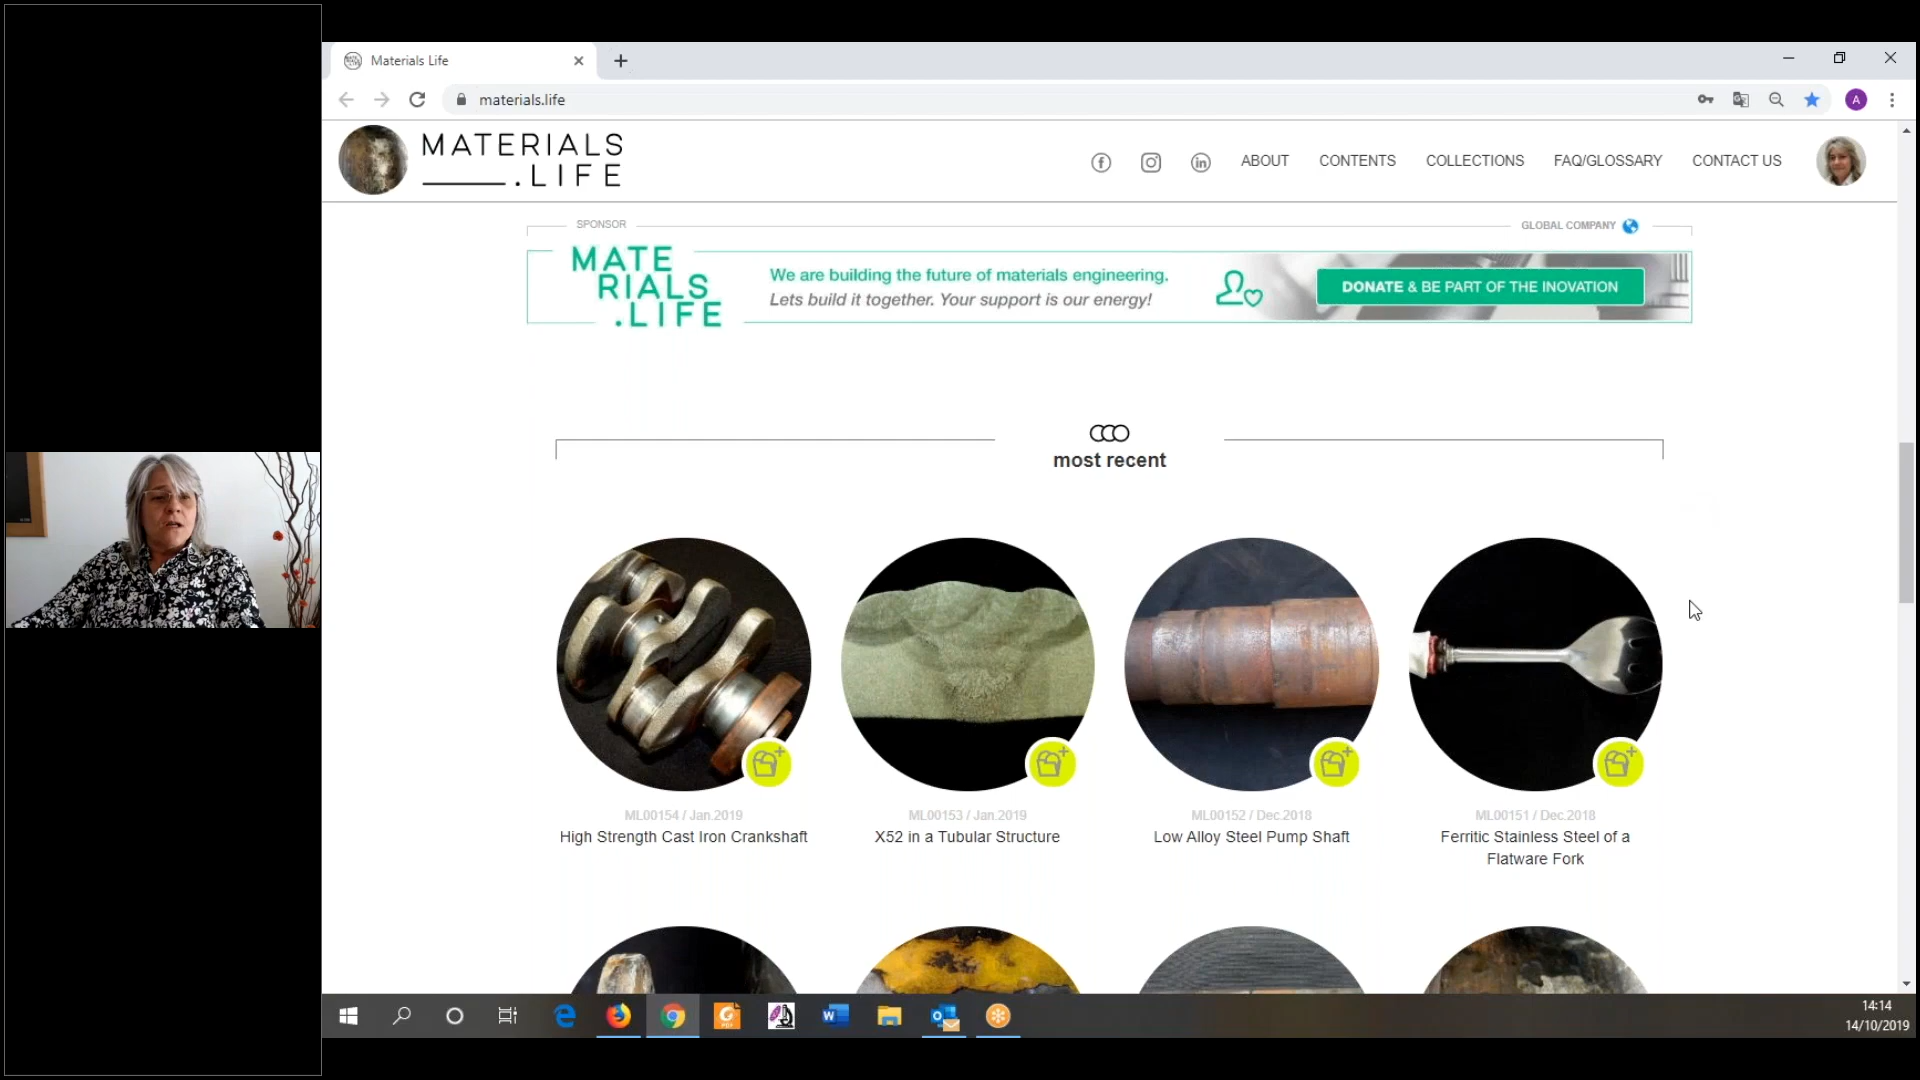 Materials Life
materials.life
A
MATERIALS
.LIFE
ABOUT
CONTENTS
COLLECTIONS
FAQ/GLOSSARY
CONTACT US
SPONSOR
GLOBAL COMPANY
MATE
RIALS
.LIFE
We are building the future of materials engineering.
Lets build it together. Your support is our energy!
DONATE & BE PART OF THE INOVATION
most recent
ML00154 / Jan.2019
High Strength Cast Iron Crankshaft
ML00153 / Jan.2019
X52 in a Tubular Structure
ML00152 / Dec.2018
Low Alloy Steel Pump Shaft
ML00151 / Dec.2018
Ferritic Stainless Steel of a
Flatware Fork
14:14
14/10/2019